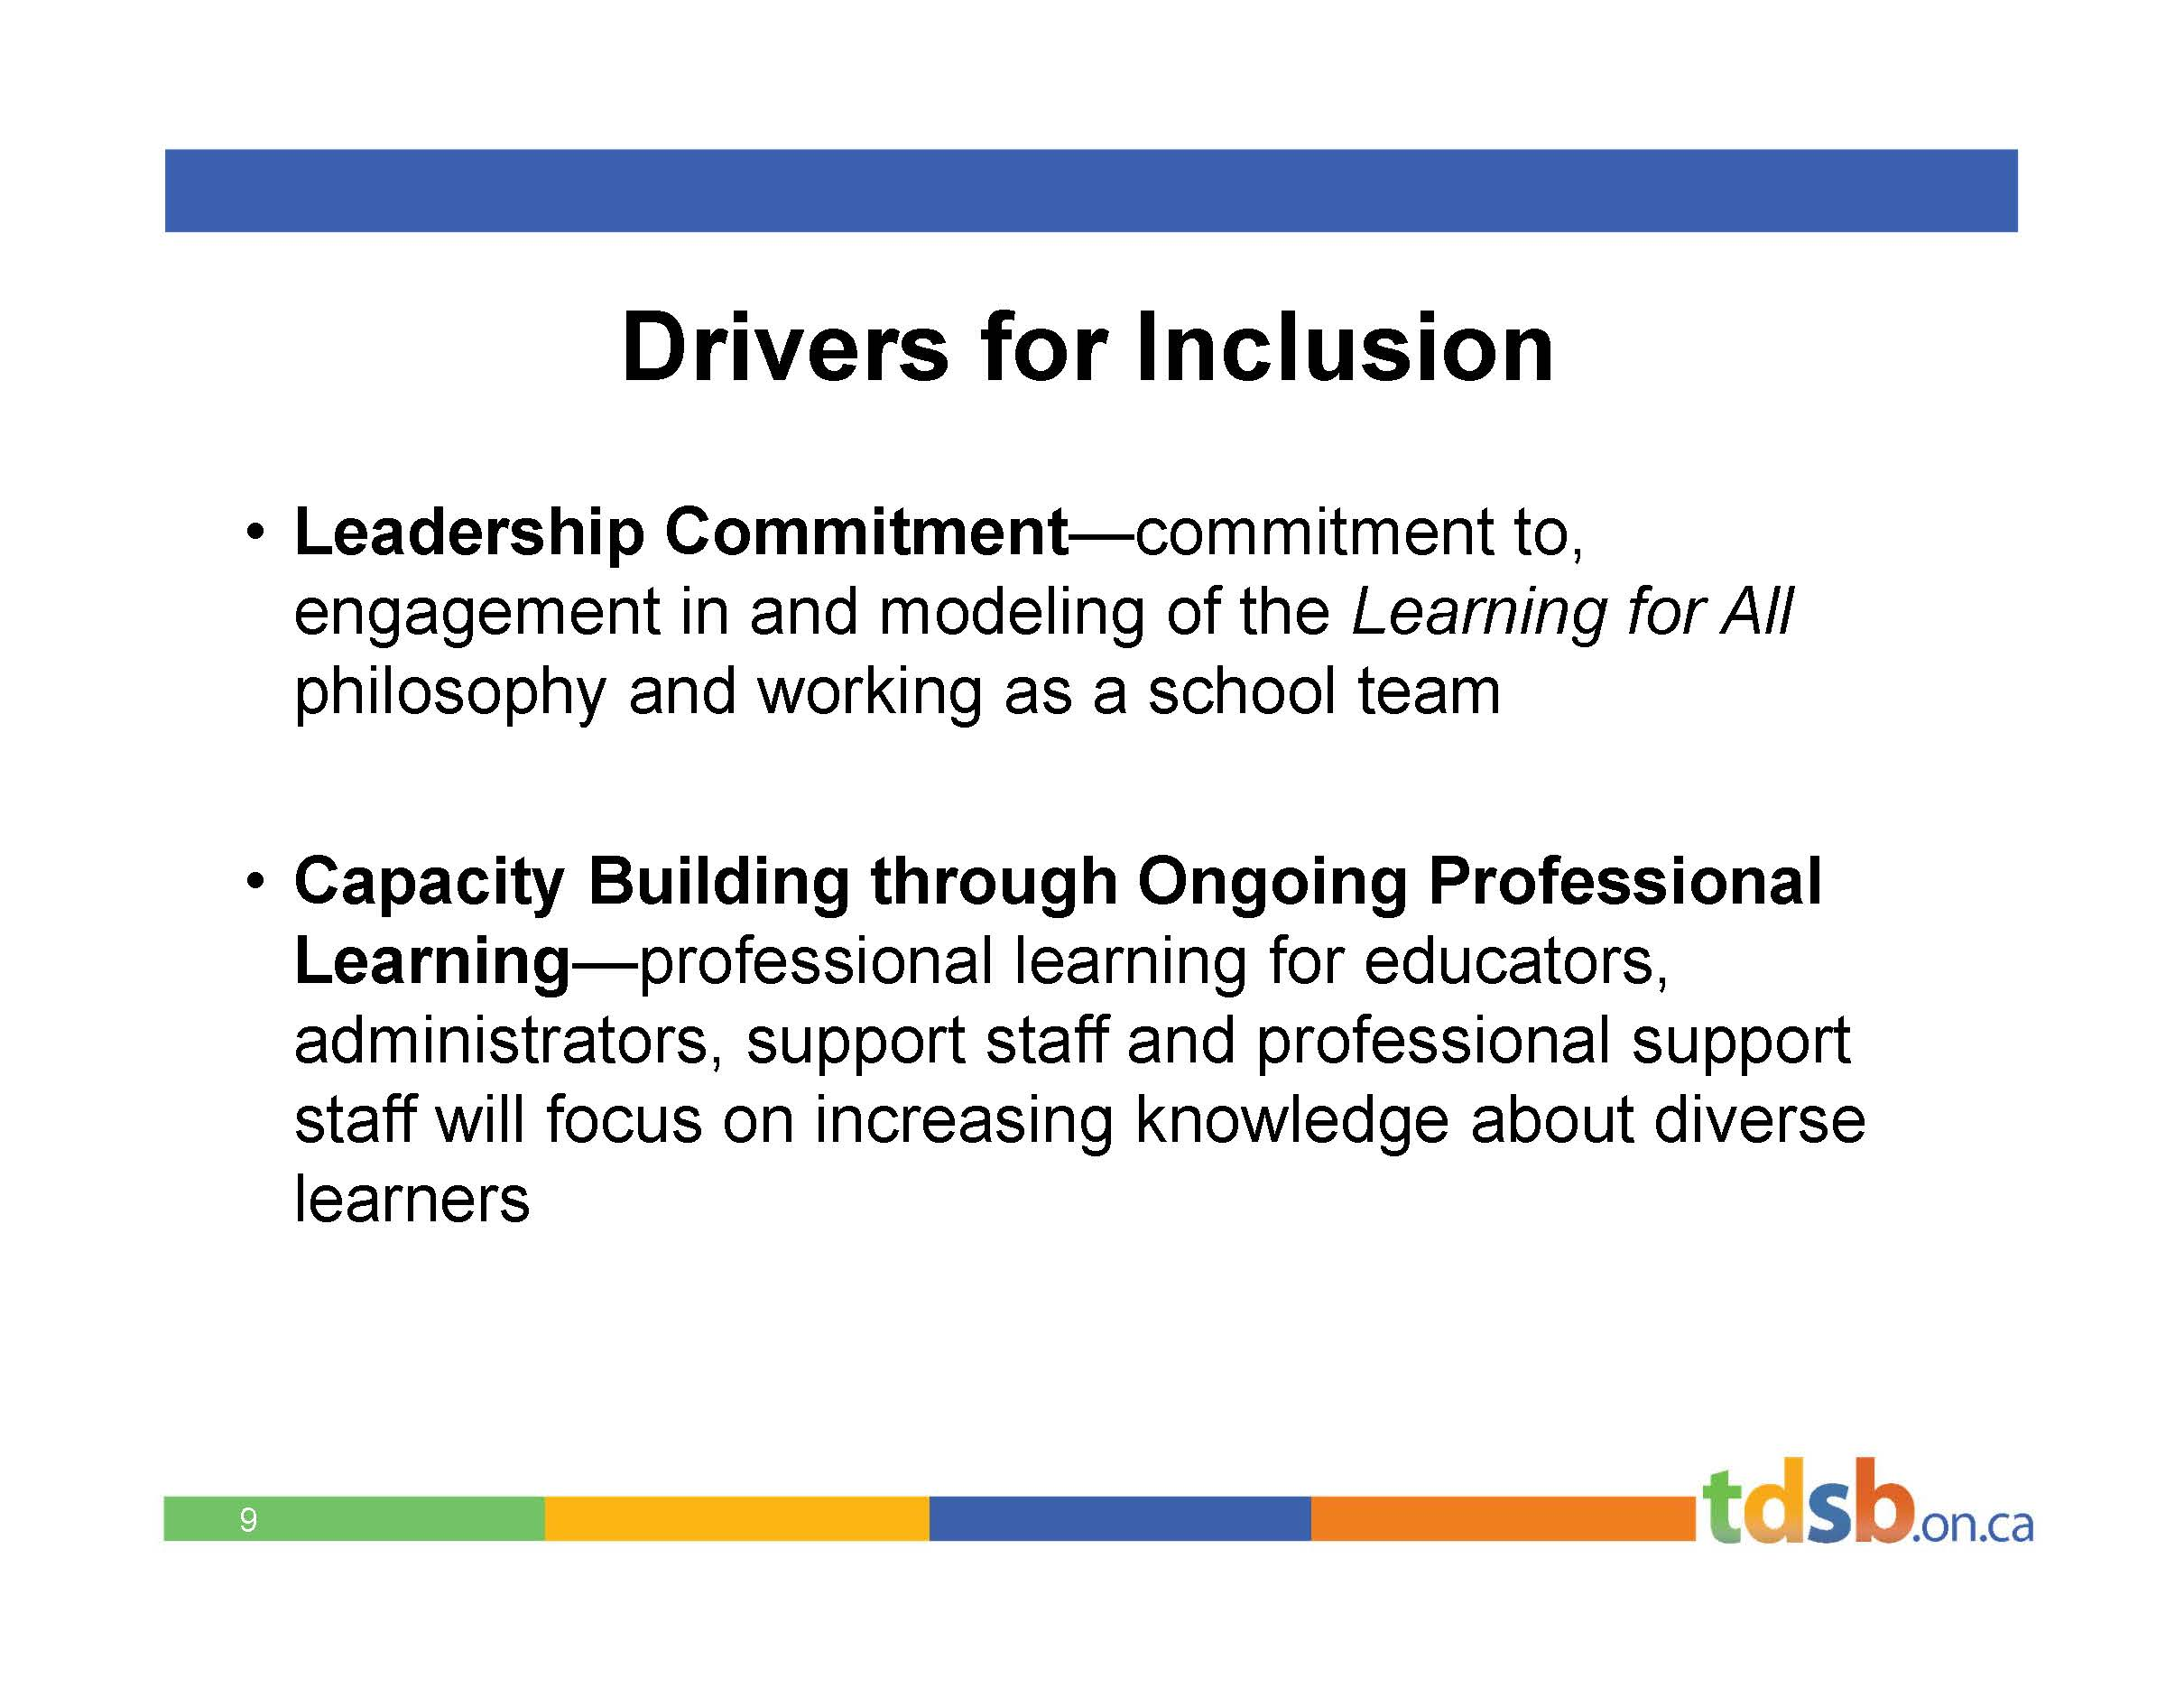 Drivers for Inclusion
• Leadership Commitment—commitment to,
engagement in and modeling of the Learning for All
philosophy and working as a school team
• Capacity Building through Ongoing Professional
Learning—professional learning for educators,
administrators, support staff and professional support
staff will focus on increasing knowledge about diverse
learners
9
tdsb.on.ca